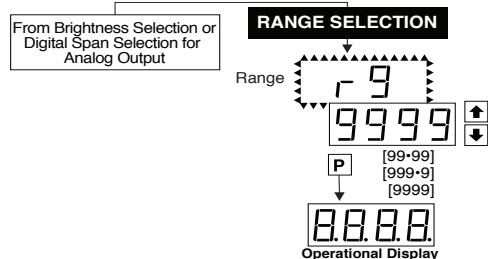 From Brightness Selection or
Digital Span Selection for
Analog Output
RANGE SELECTION
Range
r 9
9999
[99•99]
[999•9]
[9999]
P
8.8.8.8.
Operational Display